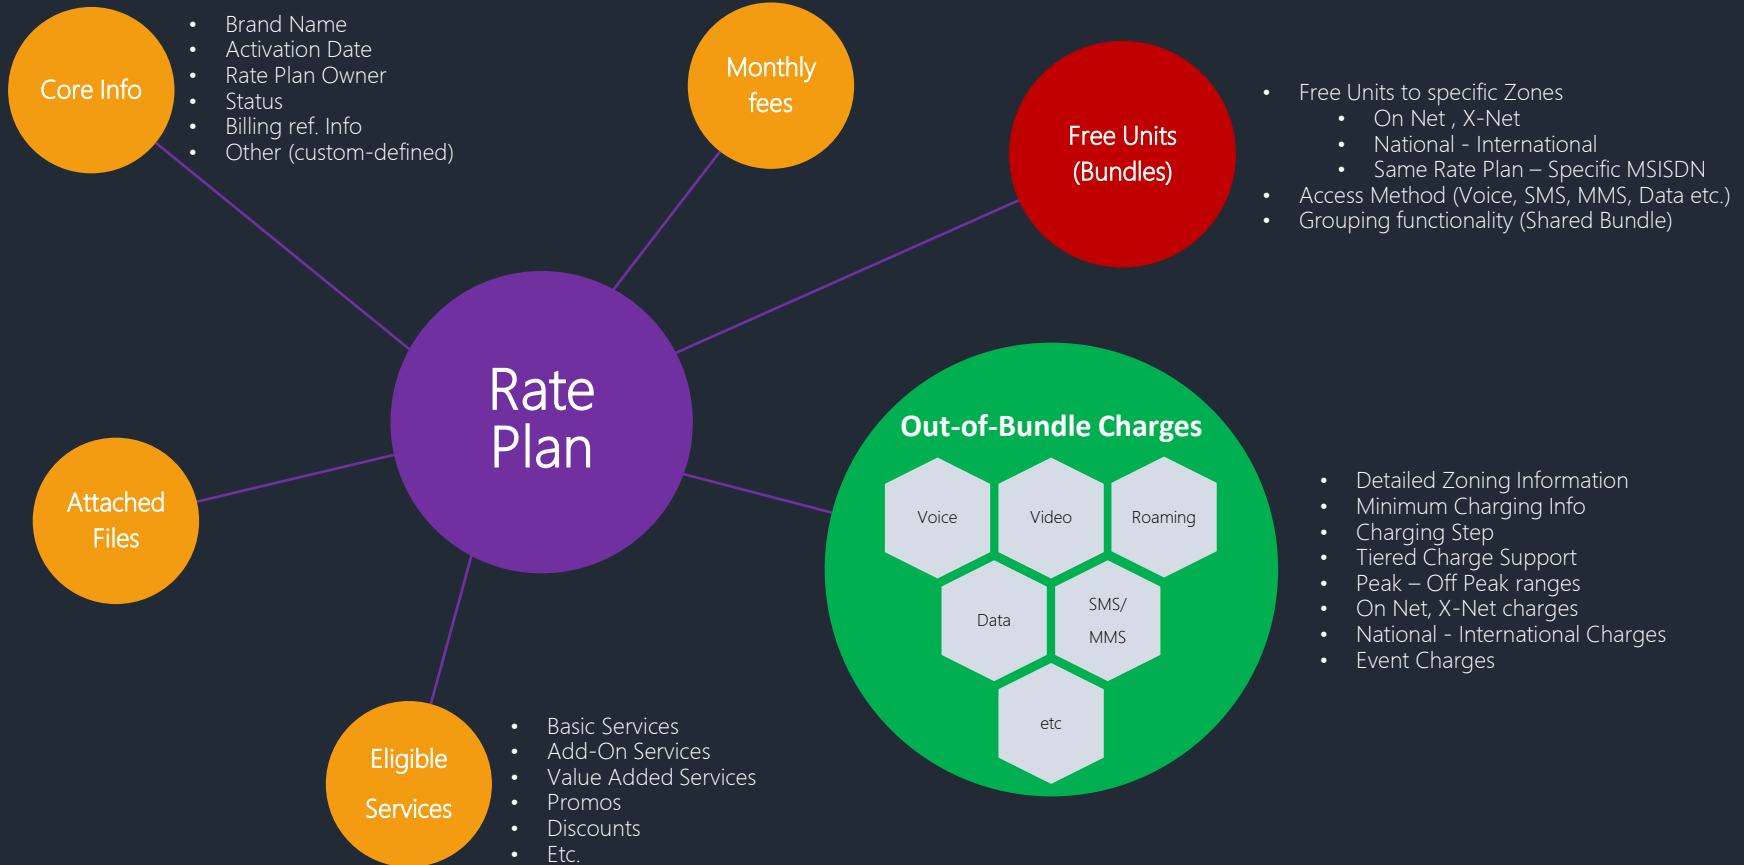 Core Info
• Brand Name
• Activation Date
• Rate Plan Owner
• Status
• Billing ref. Info
• Other (custom-defined)
Monthly
fees
Free Units
(Bundles)
• Free Units to specific Zones
• On Net , X-Net
• National - International
• Same Rate Plan – Specific MSISDN
• Access Method (Voice, SMS, MMS, Data etc.)
• Grouping functionality (Shared Bundle)
Rate
Plan
Out-of-Bundle Charges
Voice
Video
Roaming
Data
SMS/
MMS
etc
• Detailed Zoning Information
• Minimum Charging Info
• Charging Step
• Tiered Charge Support
• Peak – Off Peak ranges
• On Net, X-Net charges
• National - International Charges
• Event Charges
Attached
Files
Eligible
Services
• Basic Services
• Add-On Services
• Value Added Services
• Promos
• Discounts
• Etc.